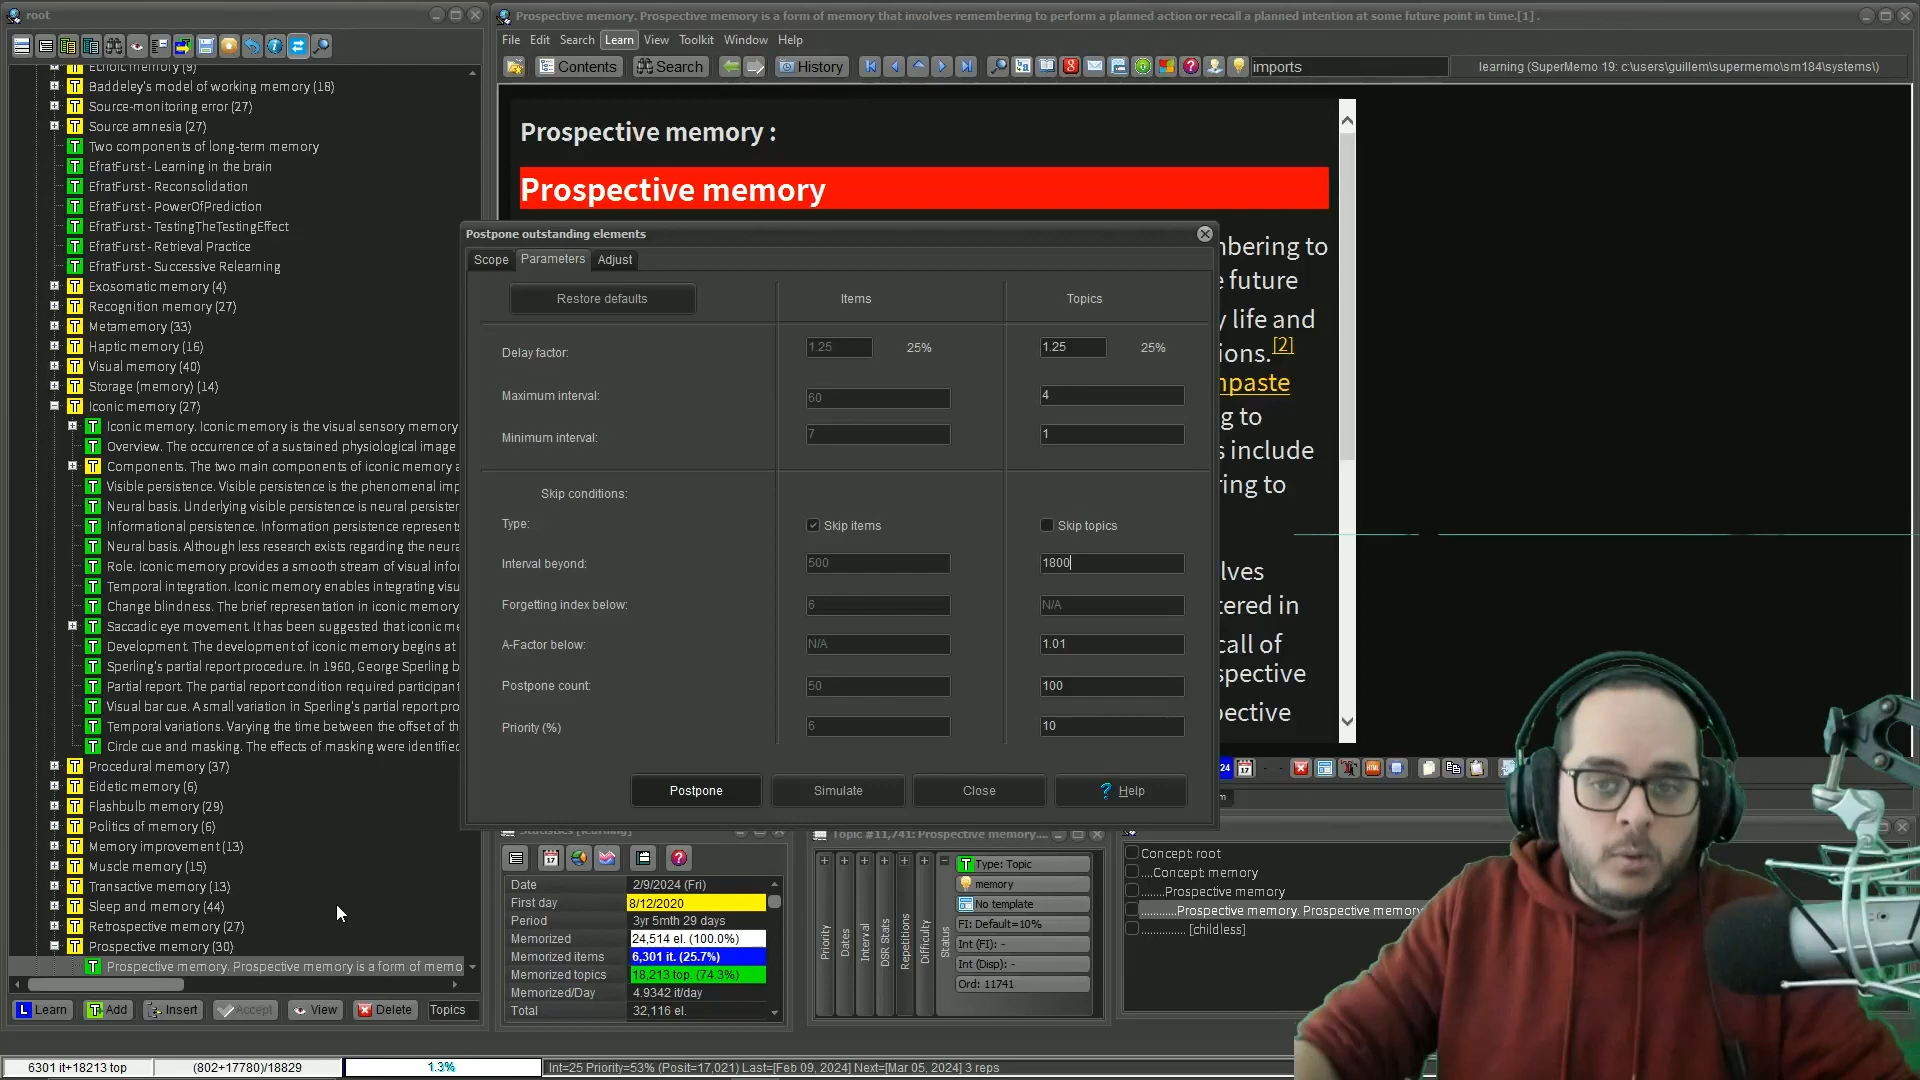 root
Echoic memory (9)
Baddeley's model of working memory (18)
Source-monitoring error (27)
Source amnesia (27)
Two components of long-term memory
EfratFurst - Learning in the brain
EfratFurst - Reconsolidation
EfratFurst - PowerOfPrediction
EfratFurst - TestingTheTestingEffect
EfratFurst - Retrieval Practice
EfratFurst - Successive Relearning
Exosomatic memory (4)
Recognition memory (27)
Metamemory (33)
Haptic memory (16)
Visual memory (40)
Storage (memory) (14)
Iconic memory (27)
Iconic memory. Iconic memory is the visual sensory memory
Overview. The occurrence of a sustained physiological image
Components. The two main components of iconic memory a
Visible persistence. Visible persistence is the phenomenal imp
Neural basis. Underlying visible persistence is neural persister
Informational persistence. Information persistence represent
Neural basis. Although less research exists regarding the neura
Role. Iconic memory provides a smooth stream of visual info
Temporal integration. Iconic memory enables integrating visu
Change blindness. The brief representation in iconic memory
Saccadic eye movement. It has been suggested that iconic me
Development. The development of iconic memory begins at
Sperling's partial report procedure. In 1960, George Sperling b
Partial report. The partial report condition required participant
Visual bar cue. A small variation in Sperling's partial report pro
Temporal variations. Varying the time between the offset of th
Circle cue and masking. The effects of masking were identified
Procedural memory (37)
Eidetic memory (6)
Flashbulb memory (29)
Politics of memory (6)
Memory improvement (13)
Muscle memory (15)
Transactive memory (13)
Sleep and memory (44)
Retrospective memory (27)
Prospective memory (30)
Prospective memory. Prospective memory is a form of memo
Learn Add Insert Accept View Delete Topics
Prospective memory. Prospective memory is a form of memory that involves remembering to perform a planned action or recall a planned intention at some future point in time.[1] .
File Edit Search Learn View Toolkit Window Help
Contents Search History imports learning (SuperMemo 19: c:\users\guillem\supermemo\sm184\systems\)
Prospective memory :
Prospective memory
bering to
e future
y life and
ions.[2]
npaste
g to
s include
ring to
lves
tered in
call of
spective
pective
Postpone outstanding elements
Scope Parameters Adjust
Restore defaults Items Topics
Delay factor: 1.25 25% 1.25 25%
Maximum interval: 60 4
Minimum interval: 7 1
Skip conditions:
Type: Skip items Skip topics
Interval beyond: 500 1800
Forgetting index below: 6 N/A
A-Factor below: N/A 1.01
Postpone count: 50 100
Priority (%) 6 10
Postpone Simulate Close Help
24 17
Statistics [learning]
Date 2/9/2024 (Fri)
First day 8/12/2020
Period 3yr 5mth 29 days
Memorized 24,514 el. (100.0%)
Memorized items 6,301 it. (25.7%)
Memorized topics 18,213 top. (74.3%)
Memorized/Day 4.9342 it/day
Total 32,116 el.
Topic #11,741: Prospective memory....
Priority
Dates
Interval
DSR Stats
Repetitions
Difficulty
Status
Type: Topic
memory
No template
FI: Default=10%
Int (FI): -
Int (Disp): -
Ord: 11741
Concept: root
....Concept: memory
........Prospective memory
............Prospective memory. Prospective memory
.............. [childless]
6301 it+18213 top (802+17780)/18829 1.3% Int=25 Priority=53% (Posit=17,021) Last=[Feb 09, 2024] Next=[Mar 05, 2024] 3 reps